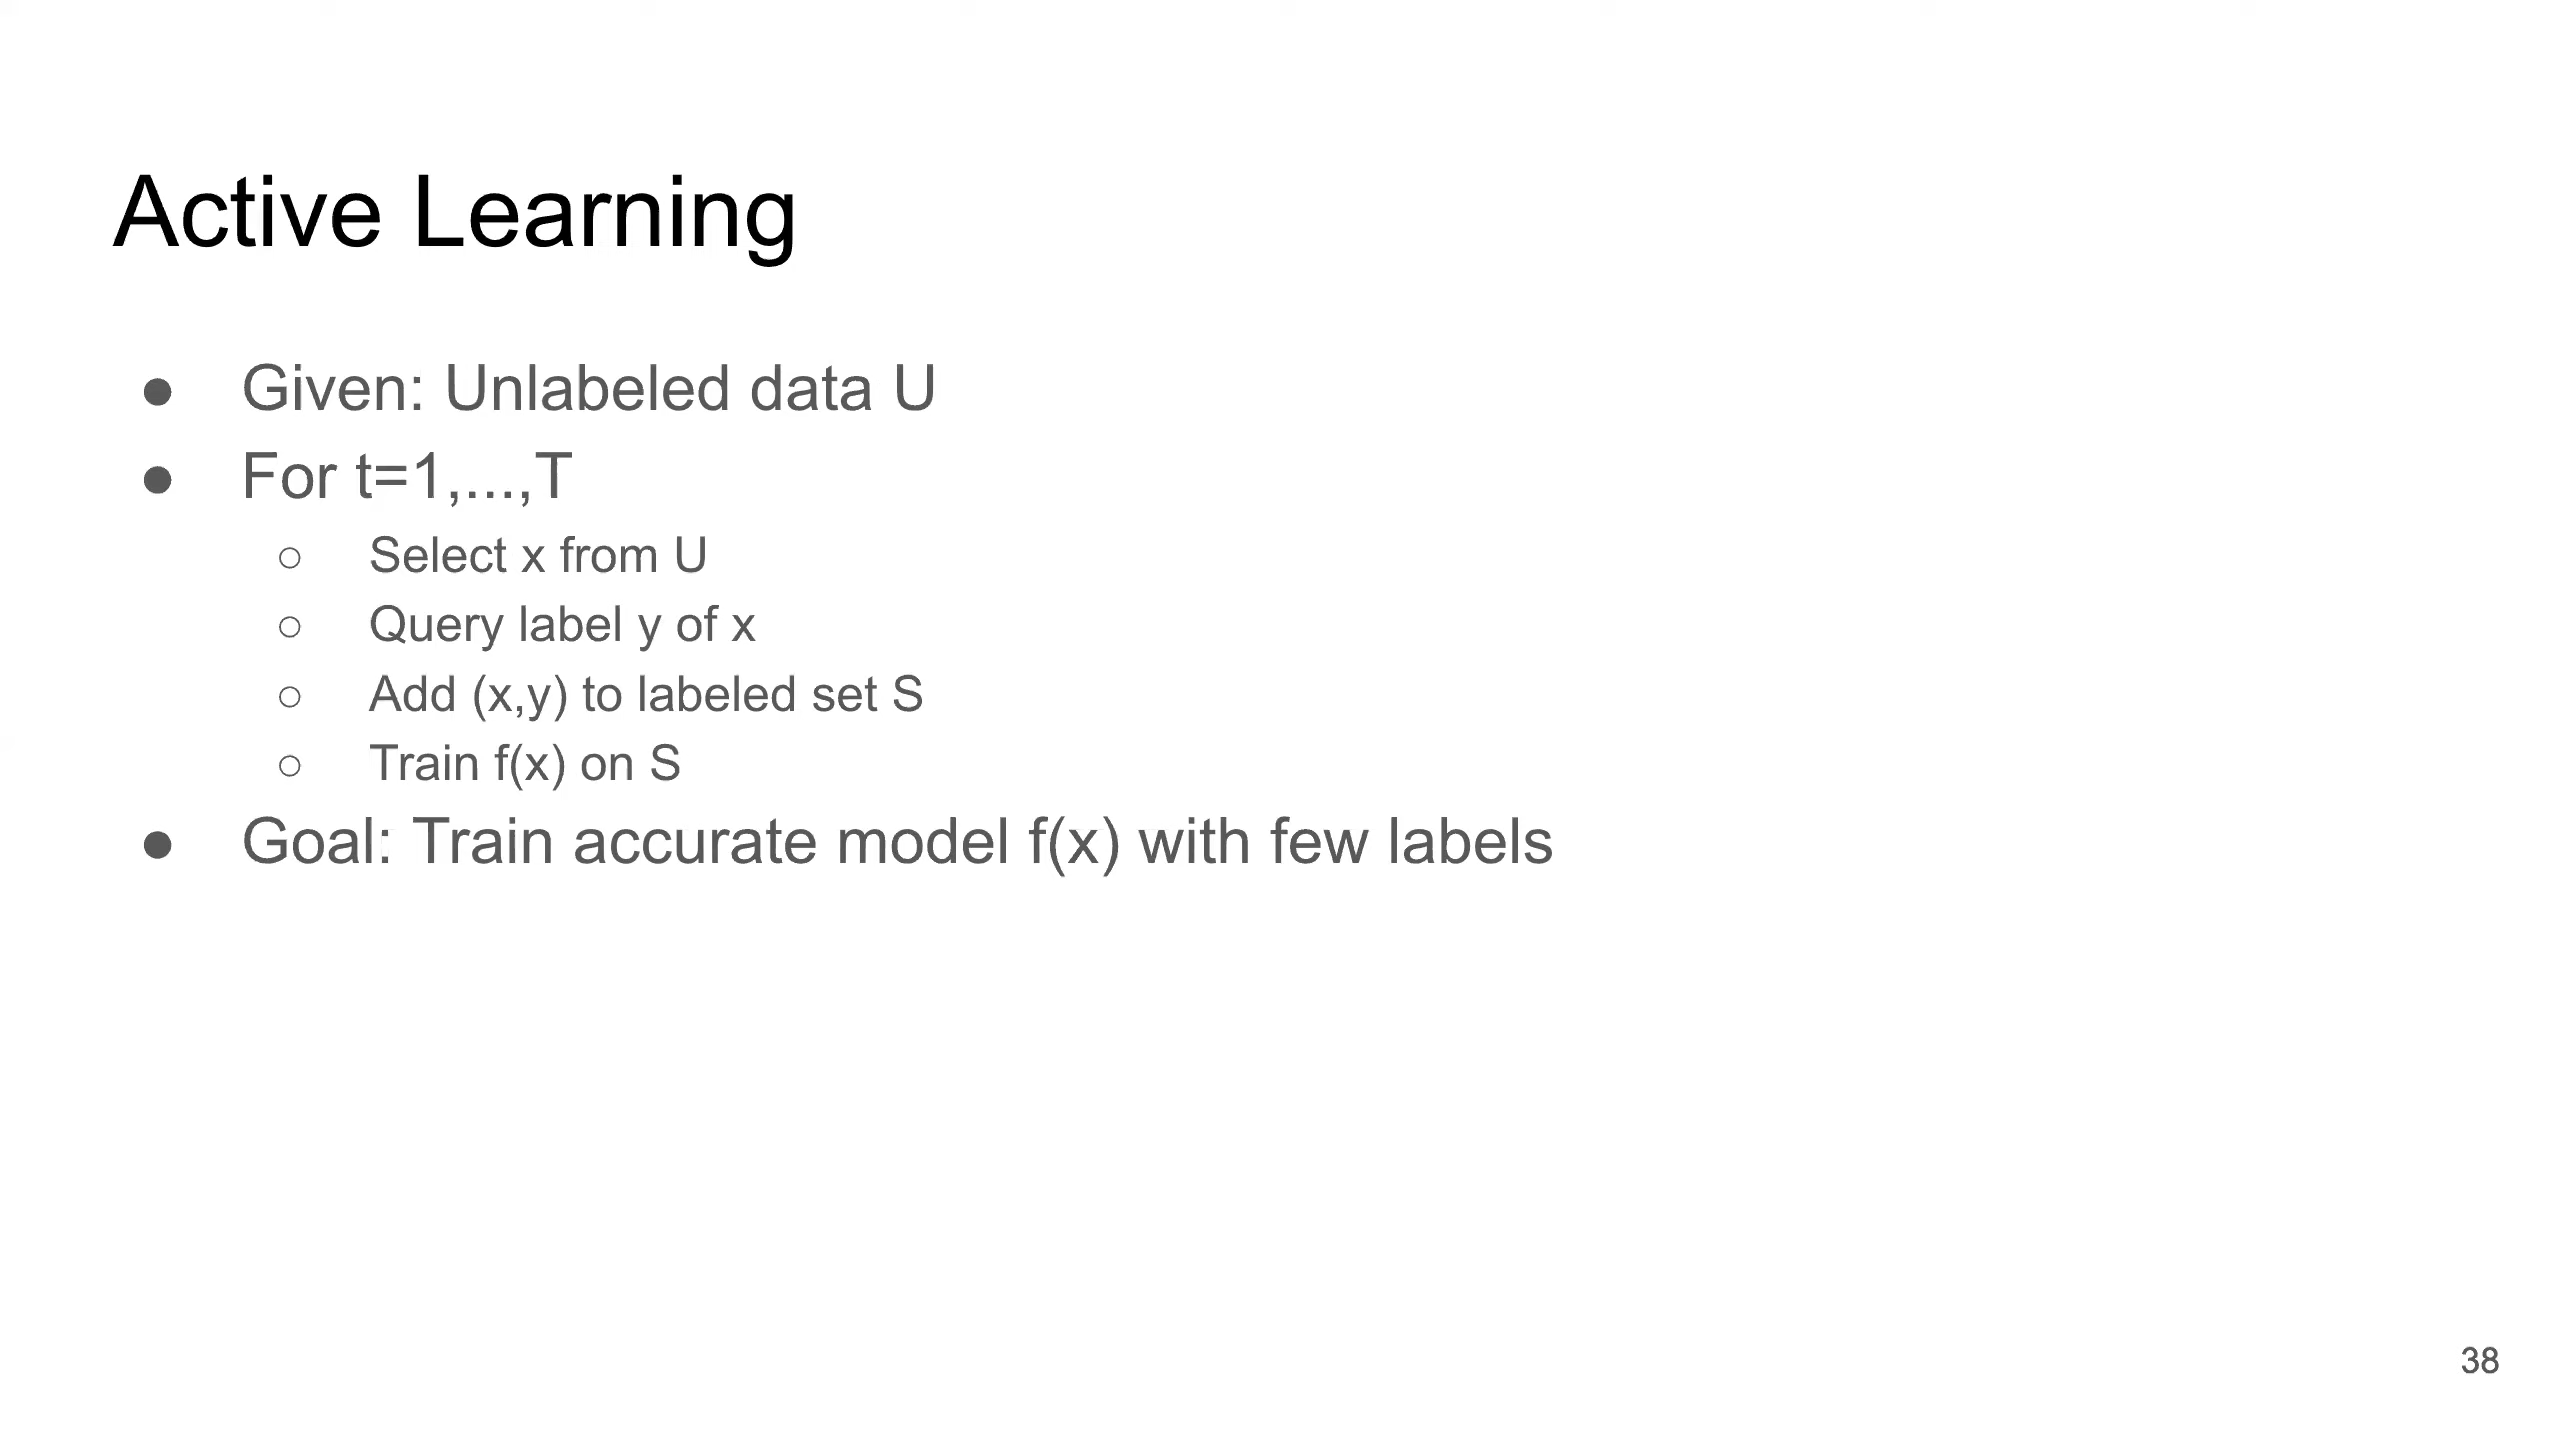 Active Learning
● Given: Unlabeled data U
● For t=1,...,T
○ Select x from U
○ Query label y of x
○ Add (x,y) to labeled set S
○ Train f(x) on S
● Goal: Train accurate model f(x) with few labels
38